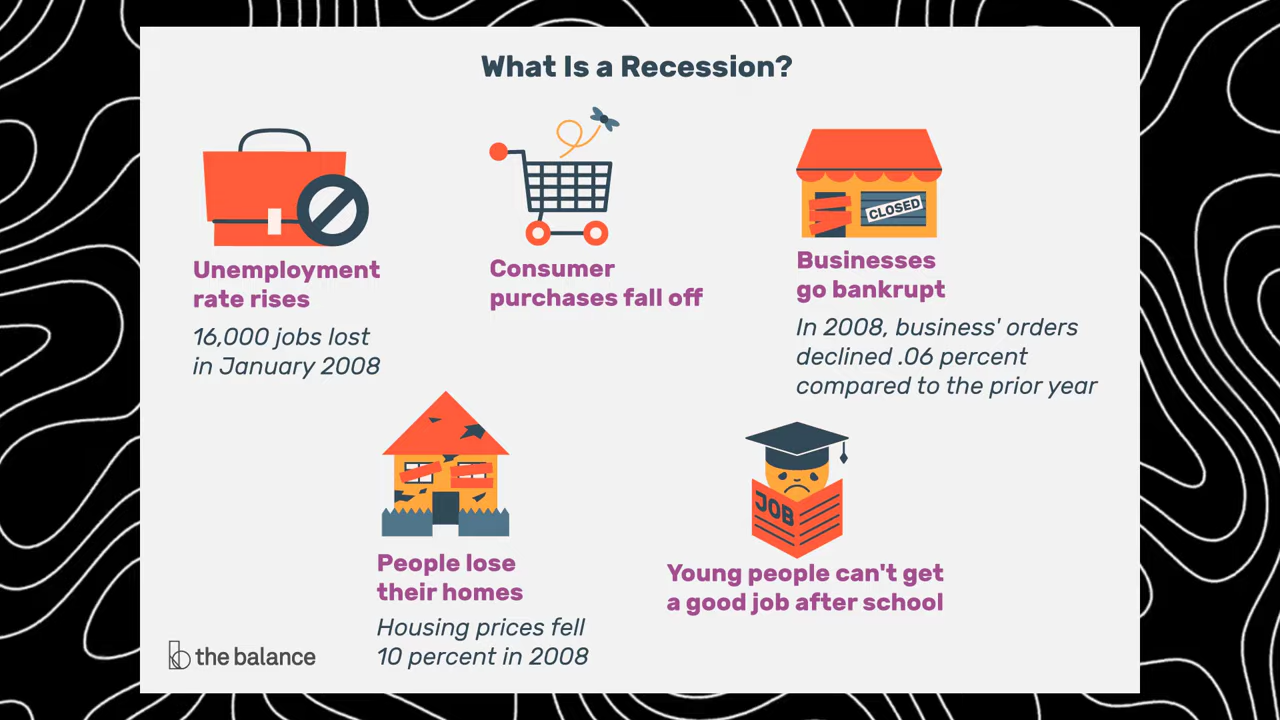 What Is a Recession?
CLOSED
Unemployment
rate rises
16,000 jobs lost
in January 2008
Consumer
purchases fall off
Businesses
go bankrupt
In 2008, business' orders
declined .06 percent
compared to the prior year
People lose
their homes
Housing prices fell
10 percent in 2008
JOB
Young people can't get
a good job after school
the balance